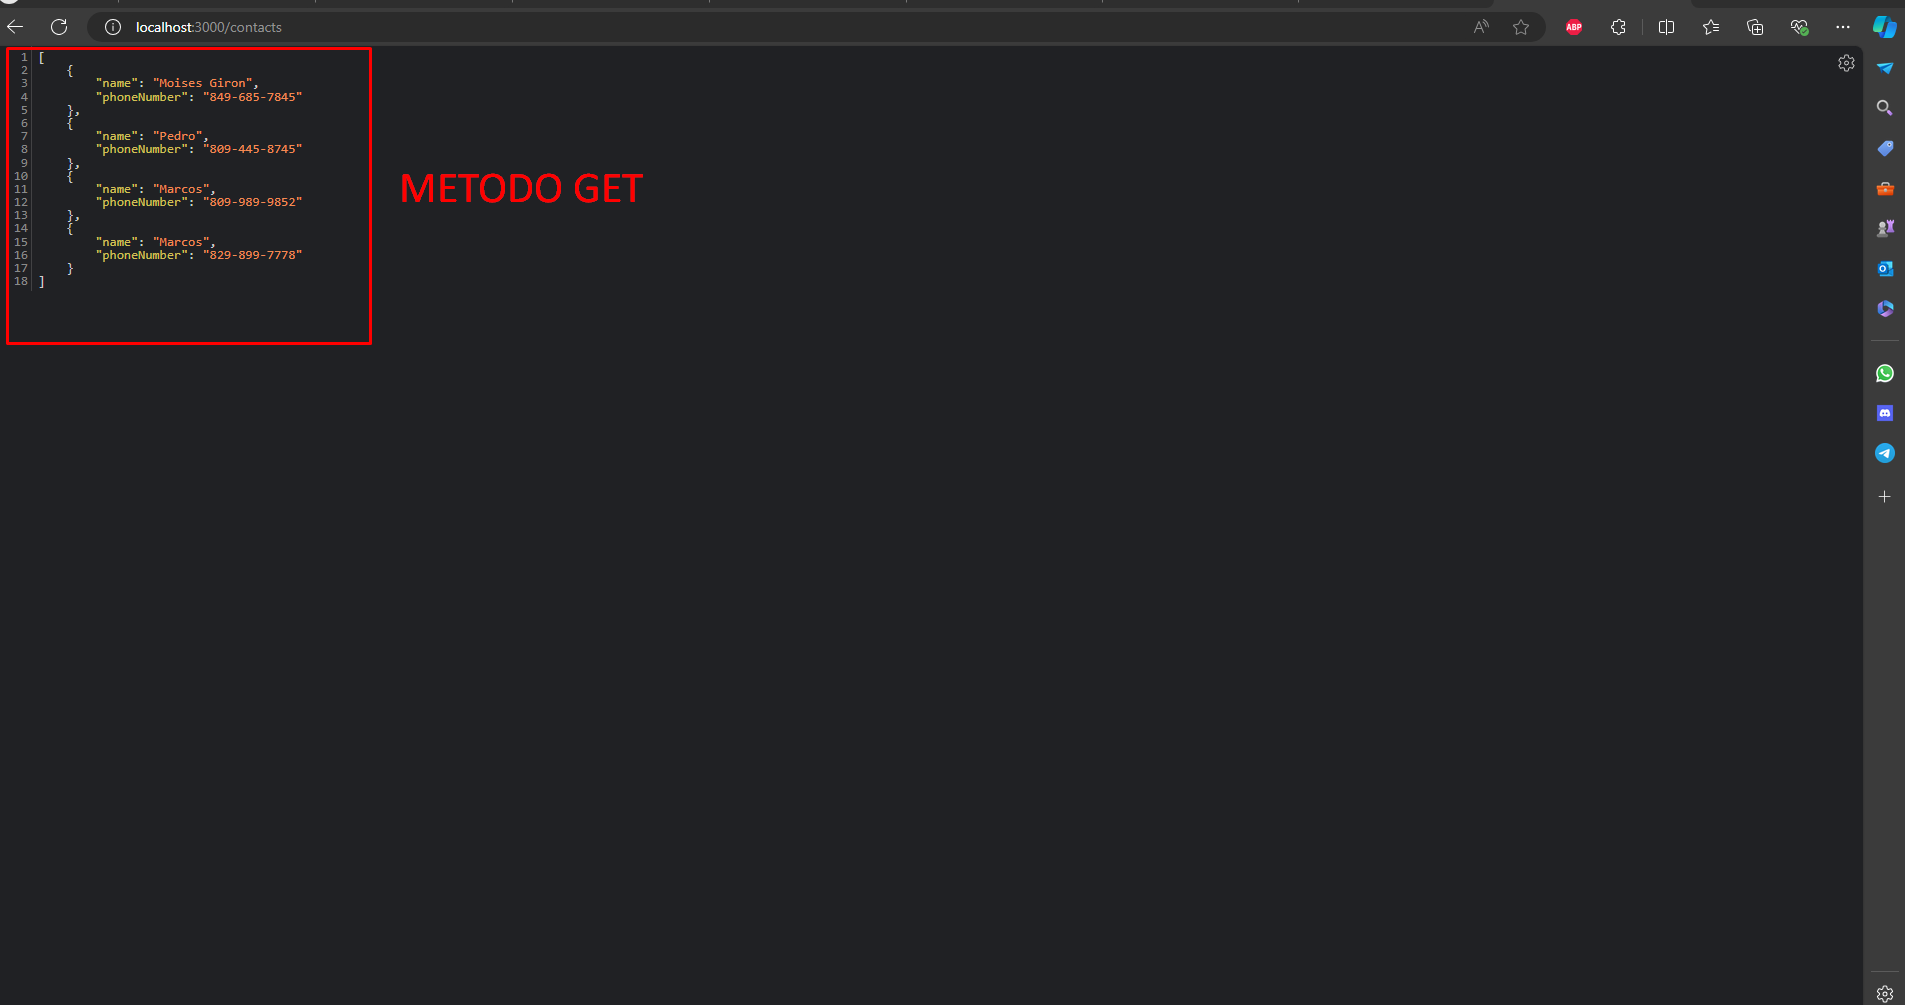 localhost:3000/contacts
ABP
1 [
2     {
3         "name": "Moises Giron",
4         "phoneNumber": "849-685-7845"
5     },
6     {
7         "name": "Pedro",
8         "phoneNumber": "809-445-8745"
9     },
10     {
11         "name": "Marcos",
12         "phoneNumber": "809-989-9852"
13     },
14     {
15         "name": "Marcos",
16         "phoneNumber": "829-899-7778"
17     }
18 ]
METODO GET